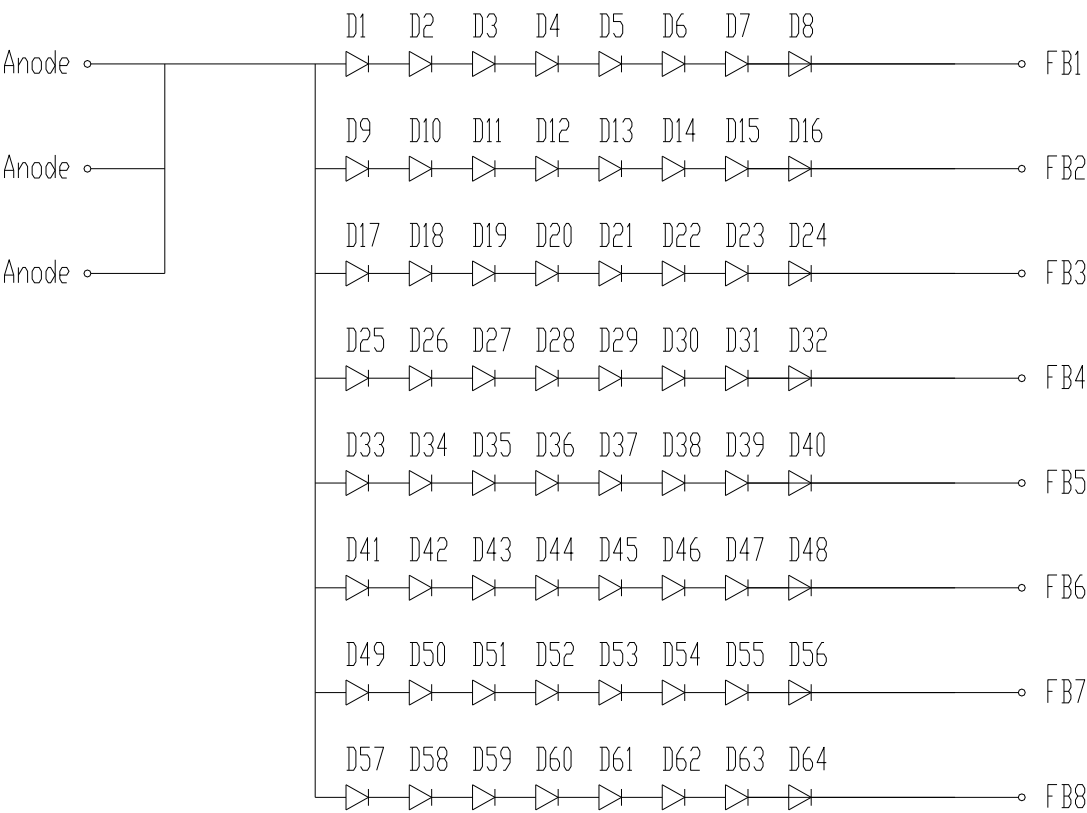 D1 D2 D3 D4 D5 D6 D7 D8
Anode FB1
D9 D10 D11 D12 D13 D14 D15 D16
Anode FB2
D17 D18 D19 D20 D21 D22 D23 D24
Anode FB3
D25 D26 D27 D28 D29 D30 D31 D32
FB4
D33 D34 D35 D36 D37 D38 D39 D40
FB5
D41 D42 D43 D44 D45 D46 D47 D48
FB6
D49 D50 D51 D52 D53 D54 D55 D56
FB7
D57 D58 D59 D60 D61 D62 D63 D64
FB8